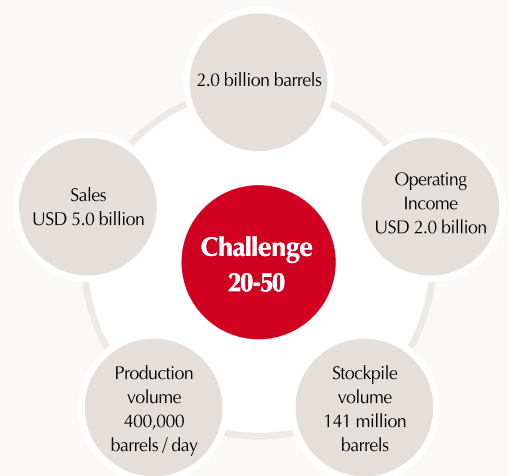 2.0 billion barrels
Sales
USD 5.0 billion
Operating
Income
USD 2.0 billion
Challenge
20-50
Production
volume
400,000
barrels / day
Stockpile
volume
141 million
barrels